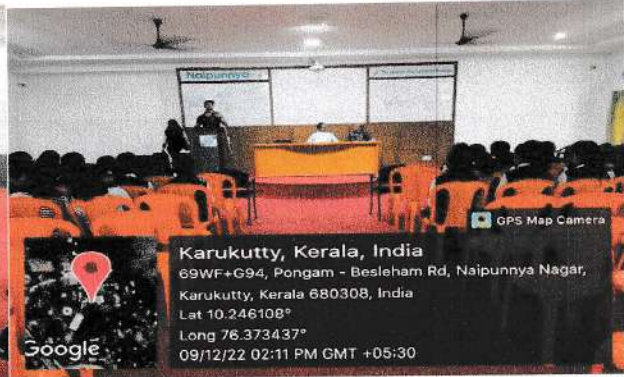 Naipunnya
GPS Map Camera
Karukutty, Kerala, India
69WF+G94, Pongam - Besleham Rd, Naipunnya Nagar,
Karukutty, Kerala 680308, India
Lat 10.246108°
Long 76.373437°
09/12/22 02:11 PM GMT +05:30
Google